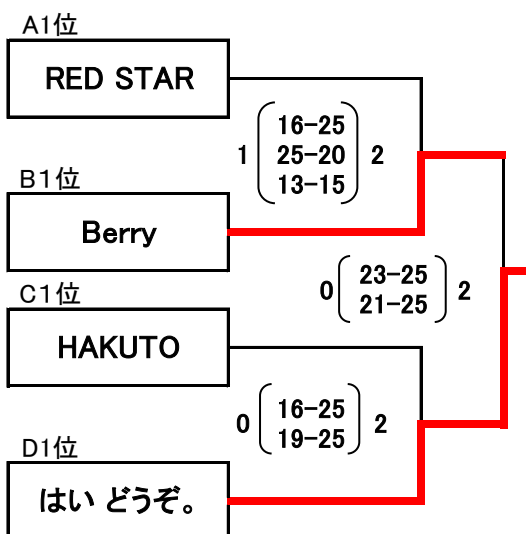 A1位
RED STAR
1 16-25 2
25-20
13-15
B1位
Berry
0 23-25 2
21-25
C1位
HAKUTO
0 16-25 2
19-25
D1位
はい どうぞ。